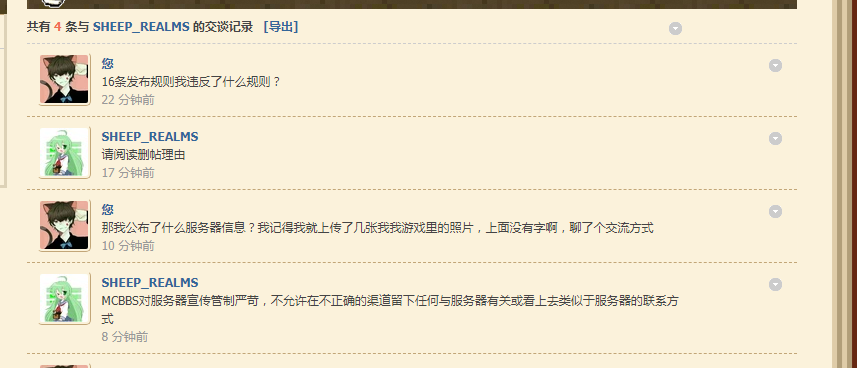 共有 4 条与 SHEEP_REALMS 的交谈记录 [导出]
您
16条发布规则我违反了什么规则？
22 分钟前
SHEEP_REALMS
请阅读删帖理由
17 分钟前
您
那我公布了什么服务器信息？我记得我就上传了几张我我游戏里的照片，上面没有字啊，聊了个交流方式
10 分钟前
SHEEP_REALMS
MCBBS对服务器宣传管制严苛，不允许在不正确的渠道留下任何与服务器有关或看上去类似于服务器的联系方
式
8 分钟前